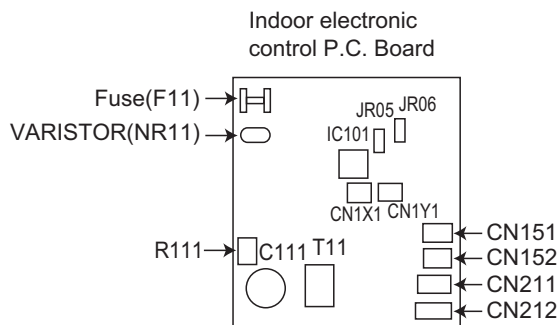 Indoor electronic
control P.C. Board
Fuse(F11)
VARISTOR(NR11)
JR05 JR06
IC101
CN1X1 CN1Y1
R111 C111 T11
CN151
CN152
CN211
CN212